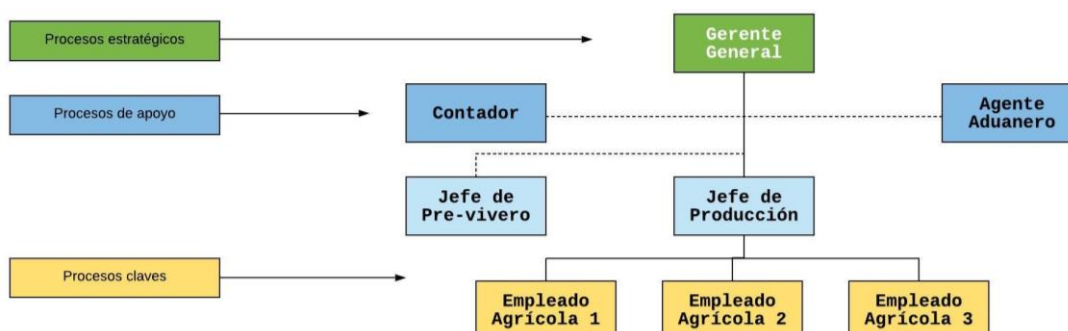 Procesos estratégicos
Gerente
General
Procesos de apoyo
Contador
Agente
Aduanero
Jefe de
Pre-vivero
Jefe de
Producción
Procesos claves
Empleado
Agrícola 1
Empleado
Agrícola 2
Empleado
Agrícola 3